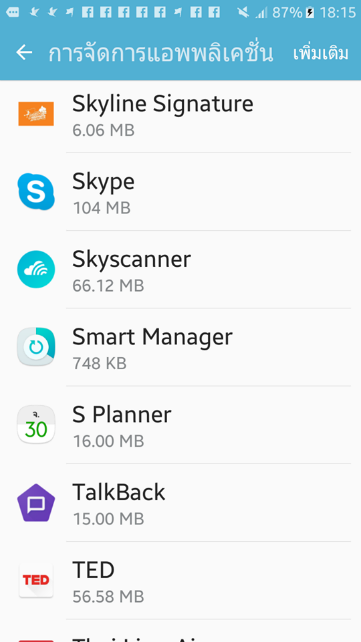 87% 18:15
การจัดการแอพพลิเคชั่น เพิ่มเติม
Skyline Signature
6.06 MB
S
Skype
104 MB
Skyscanner
66.12 MB
Smart Manager
748 KB
จ.
30
S Planner
16.00 MB
TalkBack
15.00 MB
TED
TED
56.58 MB